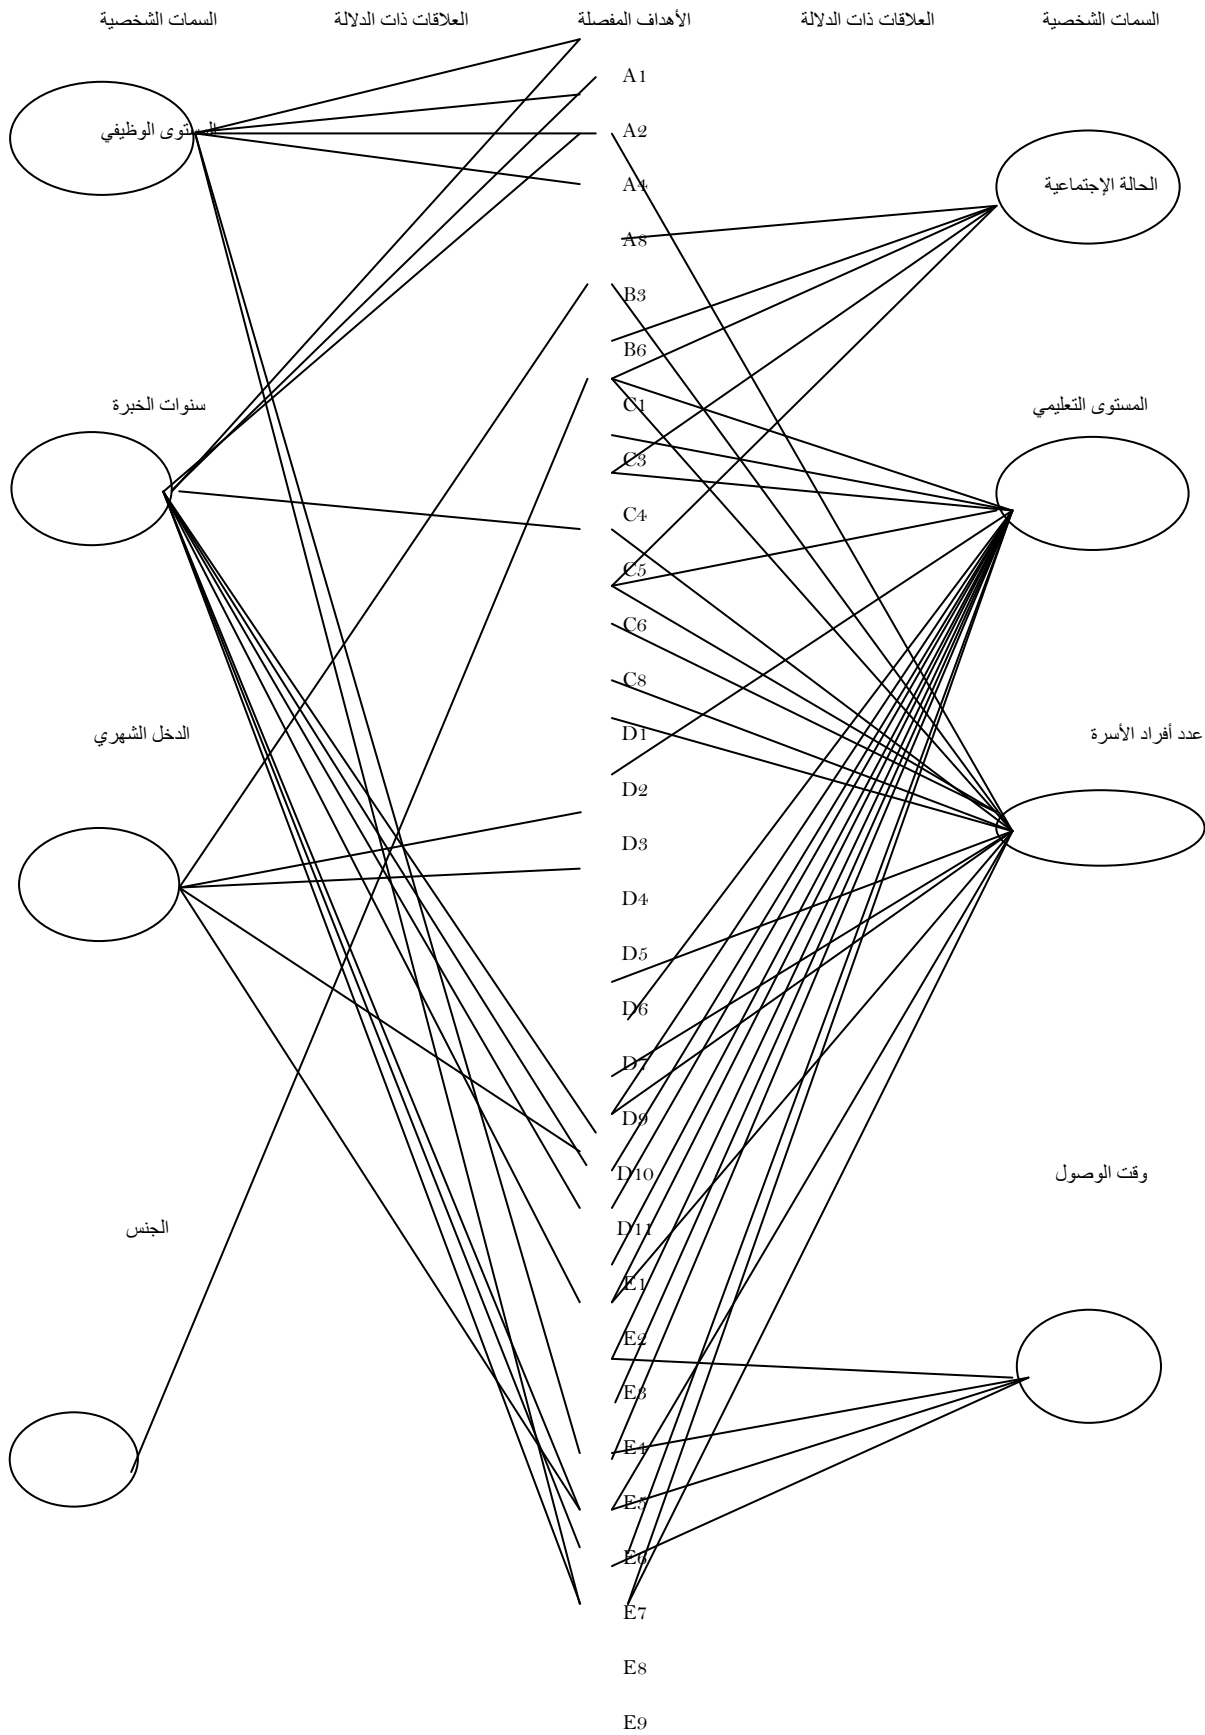 السمات الشخصية
العلاقات ذات الدلالة
الأهداف المفصلة
العلاقات ذات الدلالة
السمات الشخصية
A1
المستوى الوظيفي
A2
الحالة الإجتماعية
A4
A8
B3
B6
سنوات الخبرة
C1
المستوى التعليمي
C3
C4
C5
C6
C8
الدخل الشهري
D1
عدد أفراد الأسرة
D2
D3
D4
D5
D6
D7
D9
D10
وقت الوصول
الجنس
D11
E1
E2
E3
E4
E5
E6
E7
E8
E9